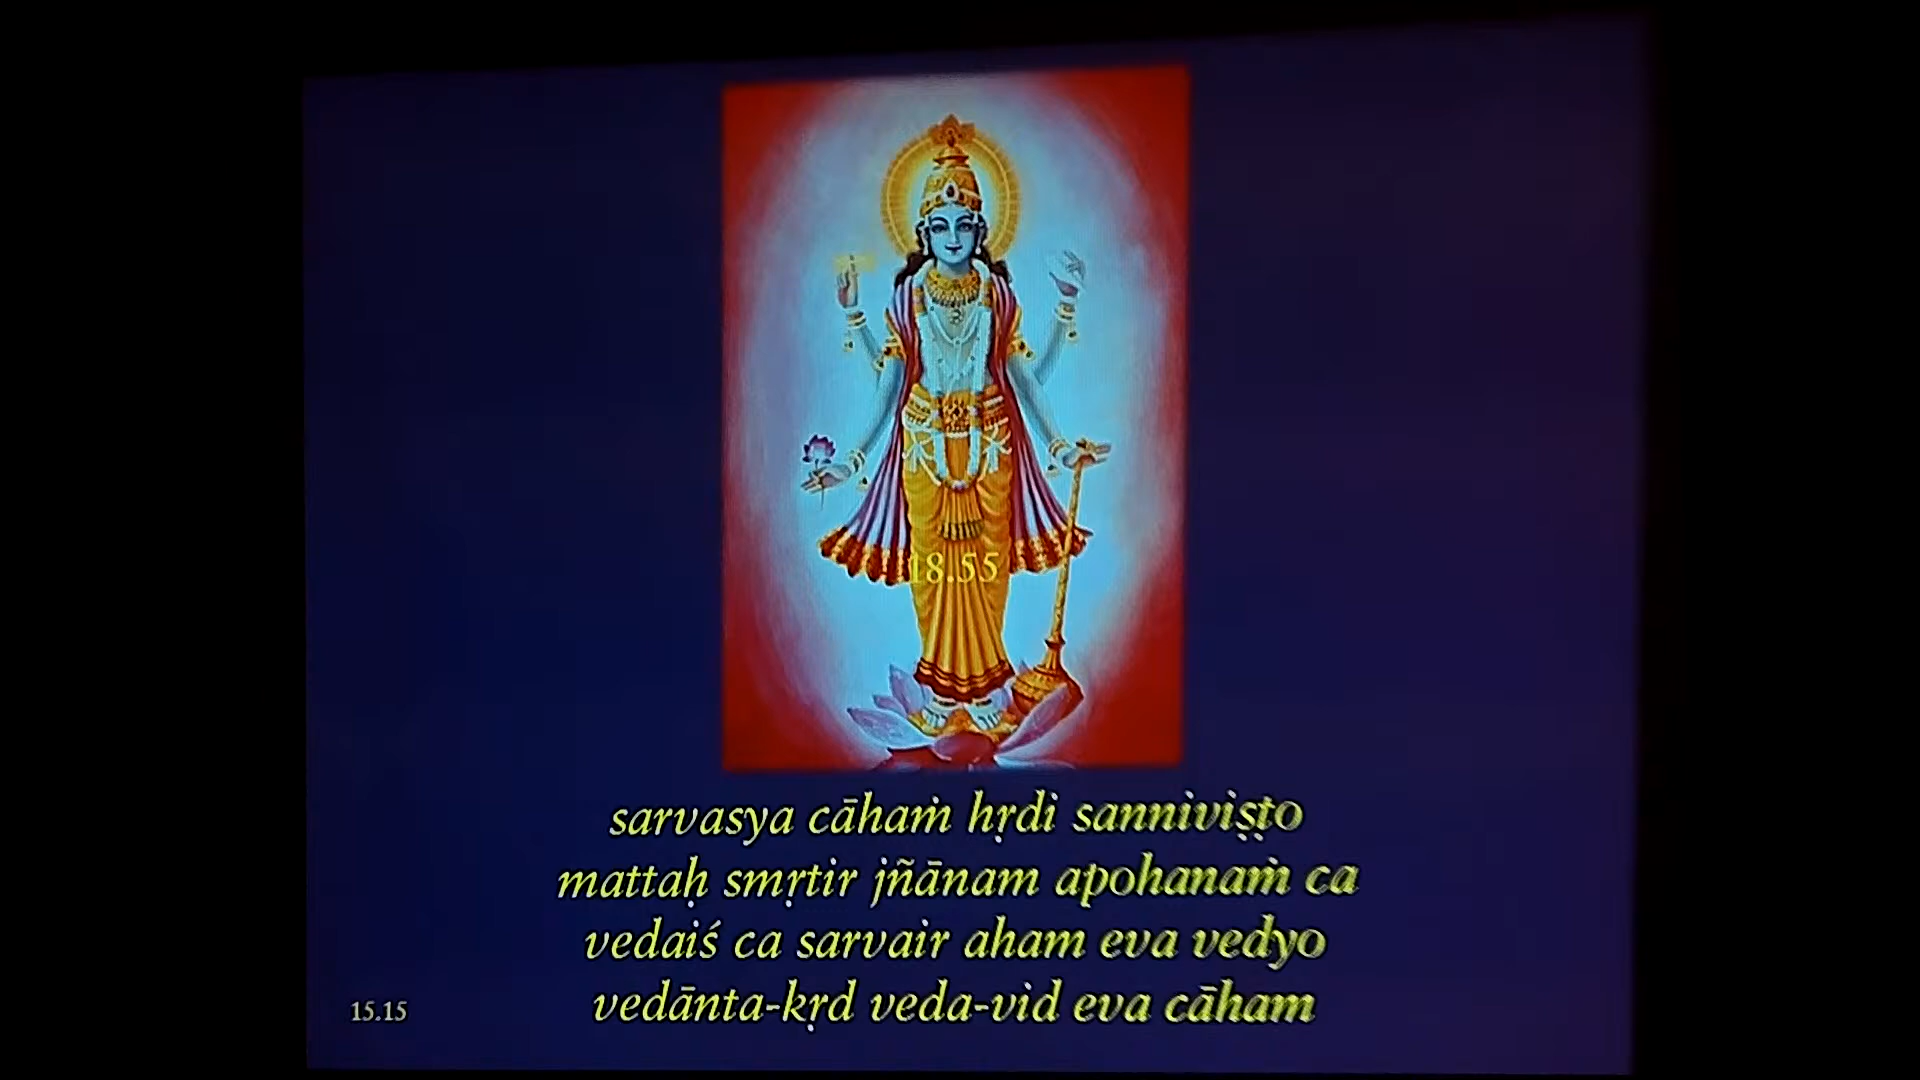 18.55
sarvasya cāhaṁ hṛdi sanniviṣṭo
mattaḥ smṛtir jñānam apohanaṁ ca
vedaiś ca sarvair aham eva vedyo
vedānta-kṛd veda-vid eva cāham
15.15